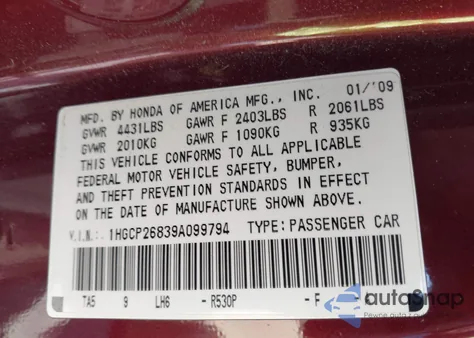 MFD. BY HONDA OF AMERICA MFG., INC. 01/'09
GVWR 4431LBS GAWR F 2403LBS R 2061LBS
GVWR 2010KG GAWR F 1090KG R 935KG
THIS VEHICLE CONFORMS TO ALL APPLICABLE
FEDERAL MOTOR VEHICLE SAFETY, BUMPER,
AND THEFT PREVENTION STANDARDS IN EFFECT
ON THE DATE OF MANUFACTURE SHOWN ABOVE.
V.I.N.: 1HGCP26839A099794 TYPE: PASSENGER CAR
TA5 9 LH6 - R530P - F -
autoSnap
Pewne auto z